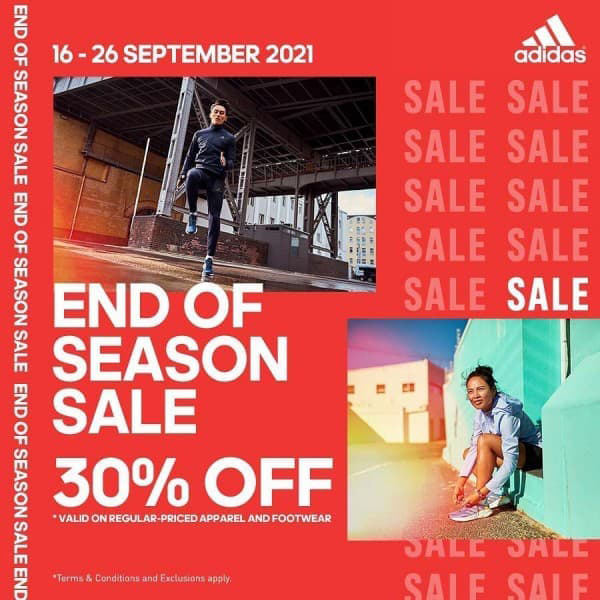 END OF SEASON SALE END OF SEASON SALE END OF SEASON SALE END
16 - 26 SEPTEMBER 2021
adidas
SALE SALE
SALE SALE
SALE SALE
SALE SALE
SALE SALE
END OF
SEASON
SALE
30% OFF
* VALID ON REGULAR-PRICED APPAREL AND FOOTWEAR
SALE SALE
SALE SALE
*Terms & Conditions and Exclusions apply.